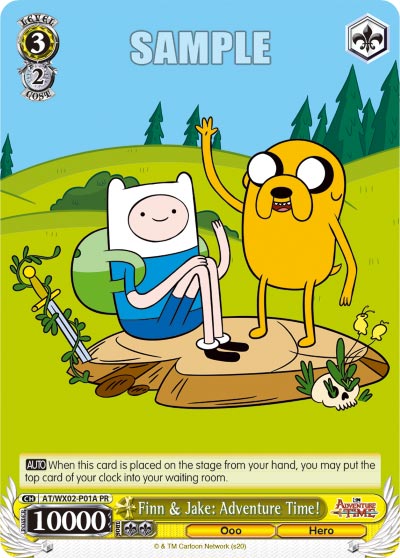 LEVEL
3
2
COST
SAMPLE
AUTO When this card is placed on the stage from your hand, you may put the
top card of your clock into your waiting room.
CH AT/WX02-P01A PR
Finn & Jake: Adventure Time!
POWER
10000
SOUL
Ooo
Hero
ADVENTURE TIME
© & TM Cartoon Network (s20)